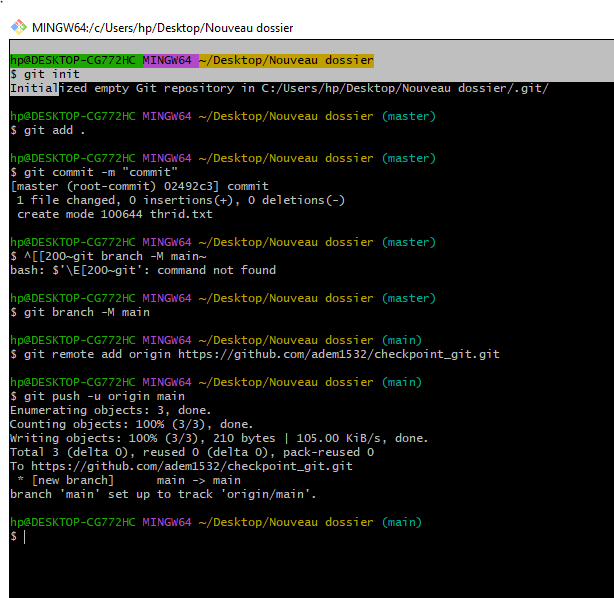 MINGW64:/c/Users/hp/Desktop/Nouveau dossier
hp@DESKTOP-CG772HC MINGW64 ~/Desktop/Nouveau dossier
$ git init
Initialized empty Git repository in C:/Users/hp/Desktop/Nouveau dossier/.git/
hp@DESKTOP-CG772HC MINGW64 ~/Desktop/Nouveau dossier (master)
$ git add .
hp@DESKTOP-CG772HC MINGW64 ~/Desktop/Nouveau dossier (master)
$ git commit -m "commit"
[master (root-commit) 02492c3] commit
1 file changed, 0 insertions(+), 0 deletions(-)
create mode 100644 thrid.txt
hp@DESKTOP-CG772HC MINGW64 ~/Desktop/Nouveau dossier (master)
$ ^[[200~git branch -M main~
bash: $'\E[200~git': command not found
hp@DESKTOP-CG772HC MINGW64 ~/Desktop/Nouveau dossier (master)
$ git branch -M main
hp@DESKTOP-CG772HC MINGW64 ~/Desktop/Nouveau dossier (main)
$ git remote add origin https://github.com/adem1532/checkpoint_git.git
hp@DESKTOP-CG772HC MINGW64 ~/Desktop/Nouveau dossier (main)
$ git push -u origin main
Enumerating objects: 3, done.
Counting objects: 100% (3/3), done.
Writing objects: 100% (3/3), 210 bytes | 105.00 KiB/s, done.
Total 3 (delta 0), reused 0 (delta 0), pack-reused 0
To https://github.com/adem1532/checkpoint_git.git
* [new branch]      main -> main
branch 'main' set up to track 'origin/main'.
hp@DESKTOP-CG772HC MINGW64 ~/Desktop/Nouveau dossier (main)
$